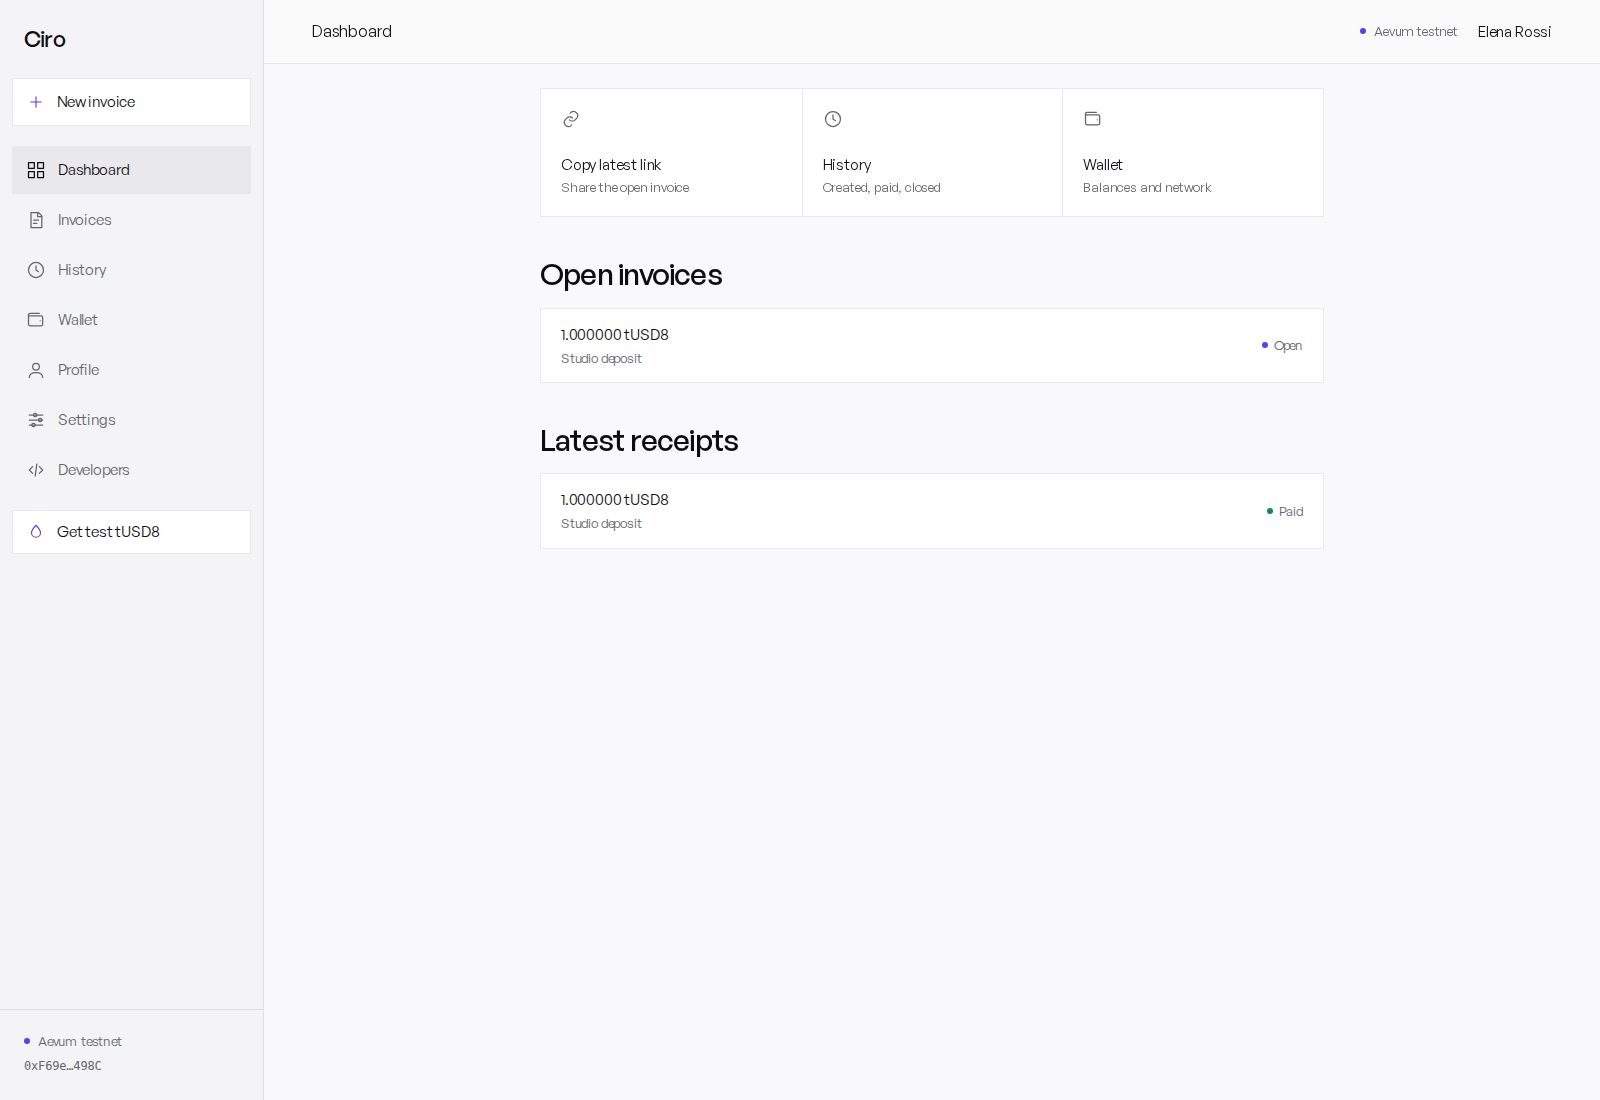 Ciro
New invoice
Dashboard
Invoices
History
Wallet
Profile
Settings
Developers
Get test tUSD8
Aevum testnet
0xF69e…498C
Dashboard
Aevum testnet
Elena Rossi
Copy latest link
Share the open invoice
History
Created, paid, closed
Wallet
Balances and network
Open invoices
1.000000 tUSD8
Studio deposit
Open
Latest receipts
1.000000 tUSD8
Studio deposit
Paid